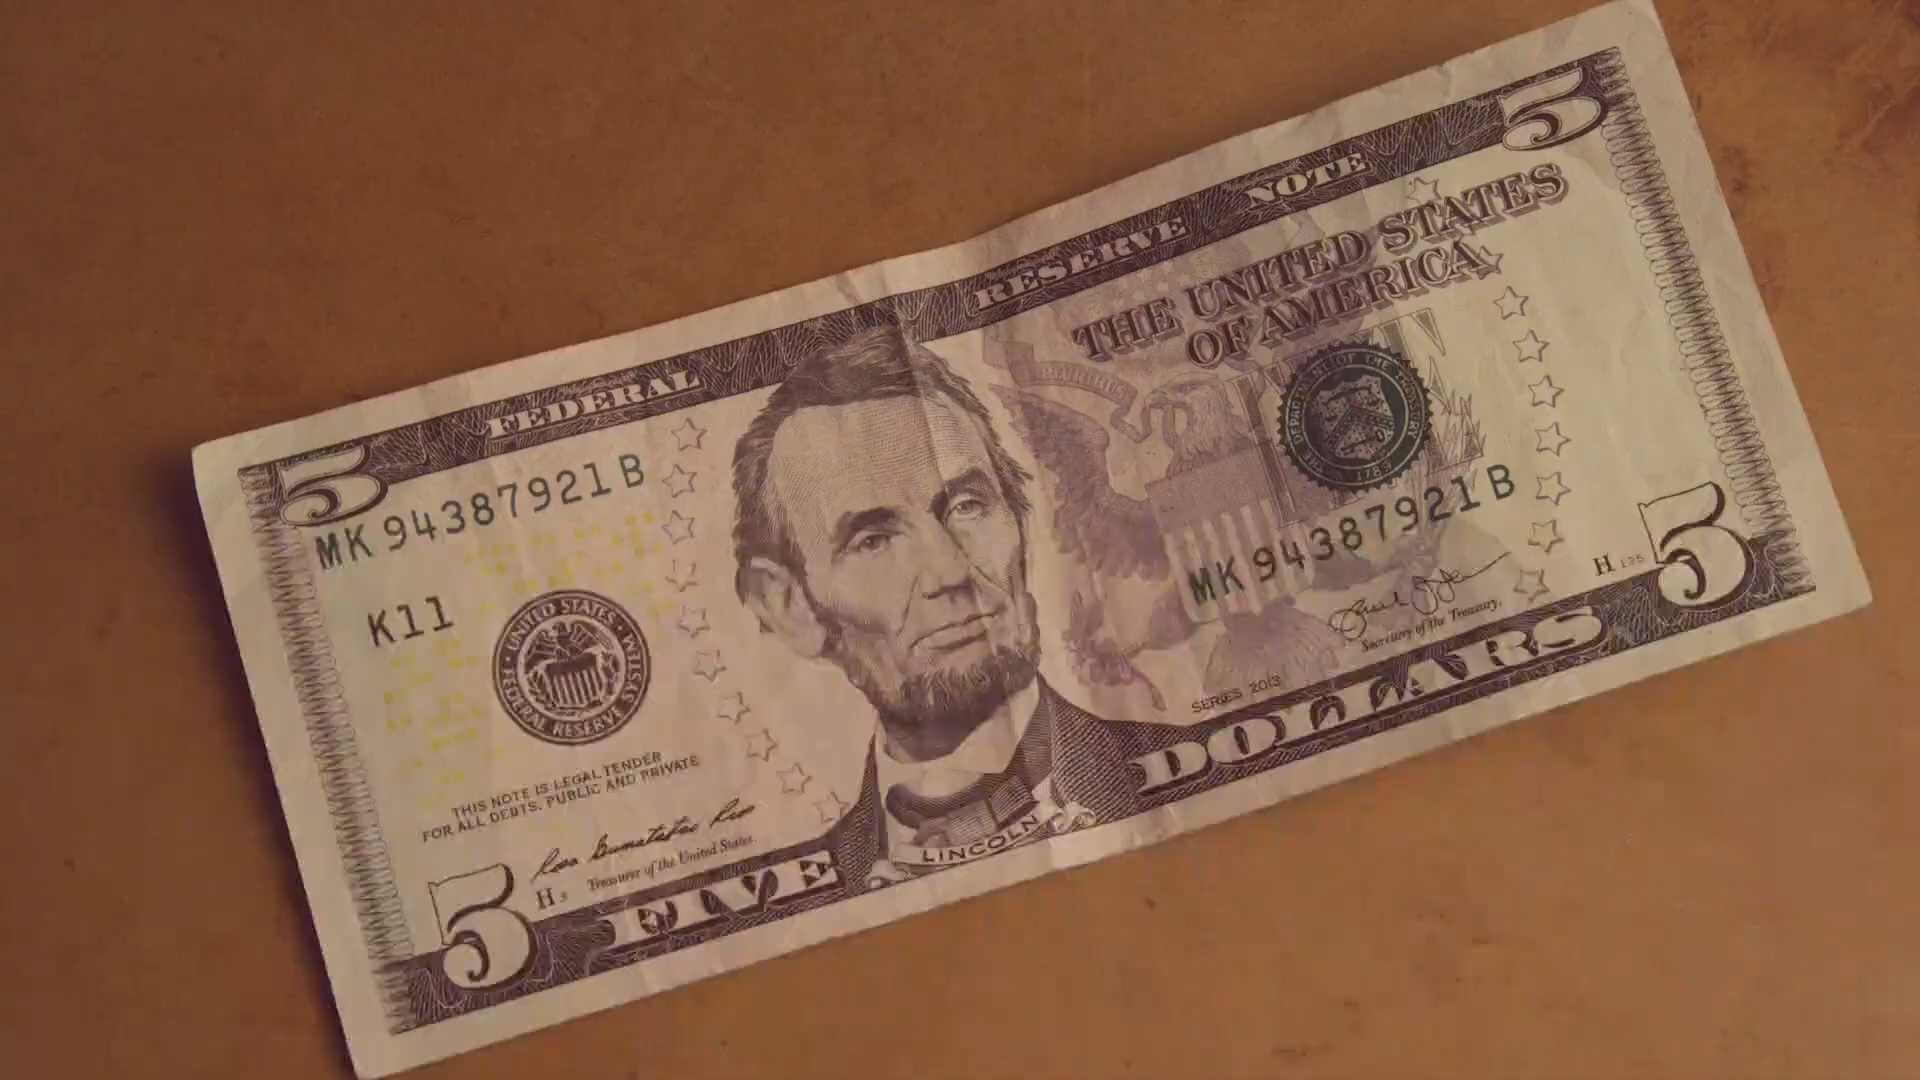 5
FEDERAL RESERVE NOTE
5
THE UNITED STATES
OF AMERICA
MK 94387921 B
K11
UNITED STATES
FEDERAL RESERVE SYSTEM
PLURIBUS
DEPARTMENT OF THE TREASURY
1789
MK 94387921 B
THIS NOTE IS LEGAL TENDER
FOR ALL DEBTS, PUBLIC AND PRIVATE
Treasurer of the United States
H
LINCOLN
SERIES 2013
Secretary of the Treasury.
H
5
FIVE DOLLARS
5